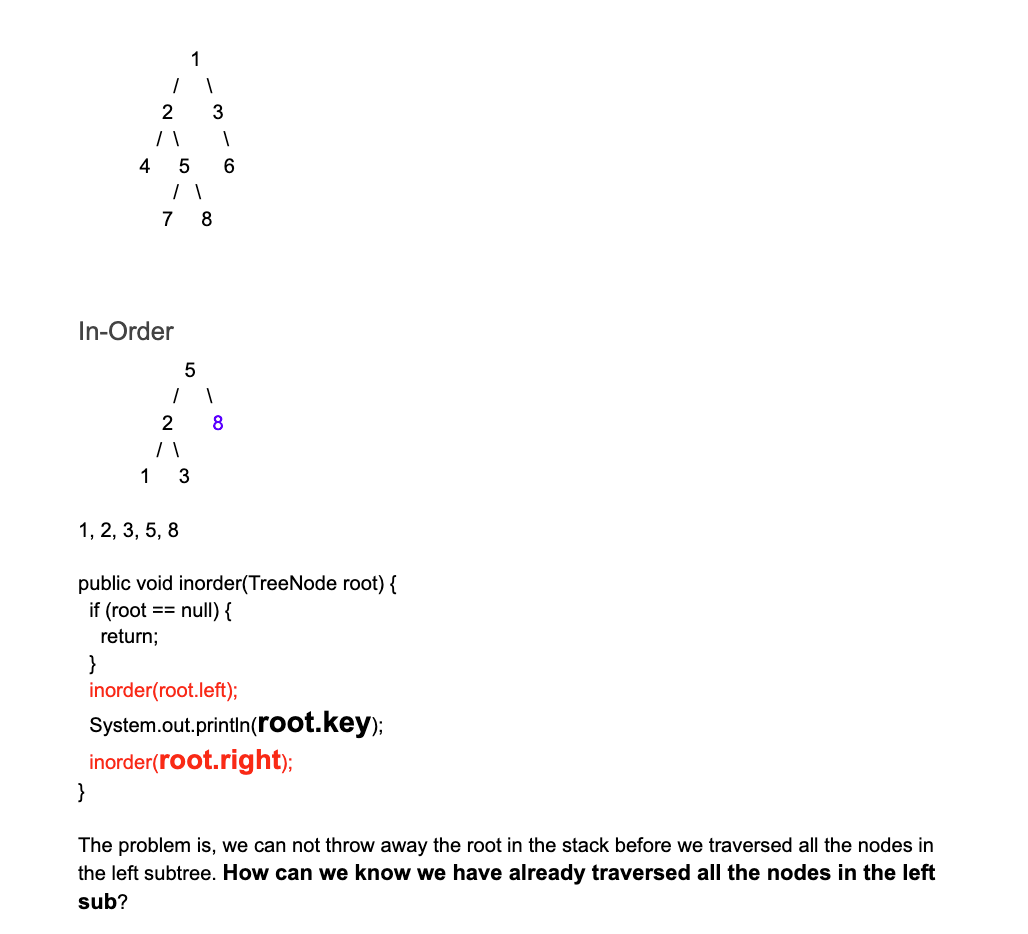 1
/ \
2 3
/ \ \
4 5 6
/ \
7 8
In-Order
5
/ \
2 8
/ \
1 3
1, 2, 3, 5, 8
public void inorder(TreeNode root) {
if (root == null) {
return;
}
inorder(root.left);
System.out.println(root.key);
inorder(root.right);
}
The problem is, we can not throw away the root in the stack before we traversed all the nodes in
the left subtree. How can we know we have already traversed all the nodes in the left
sub?